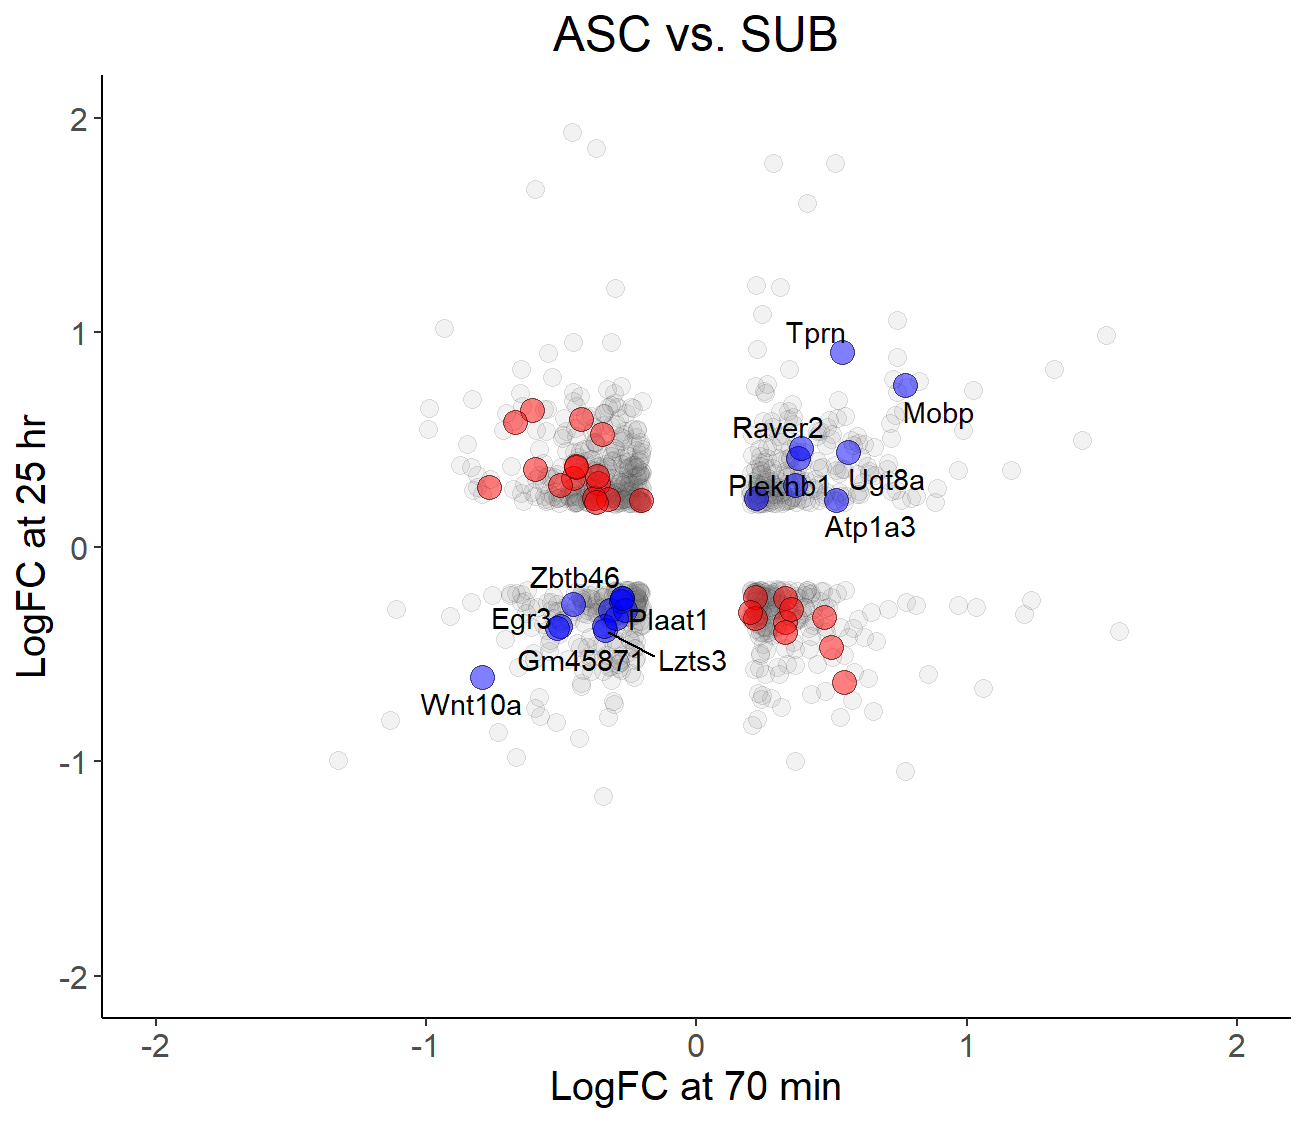 ASC vs. SUB
LogFC at 25 hr
2
1
0
-1
-2
Tprn
Mobp
Raver2
Plekhb1
Ugt8a
Atp1a3
Zbtb46
Egr3
Plaat1
Gm45871
Lzts3
Wnt10a
-2
-1
0
1
2
LogFC at 70 min